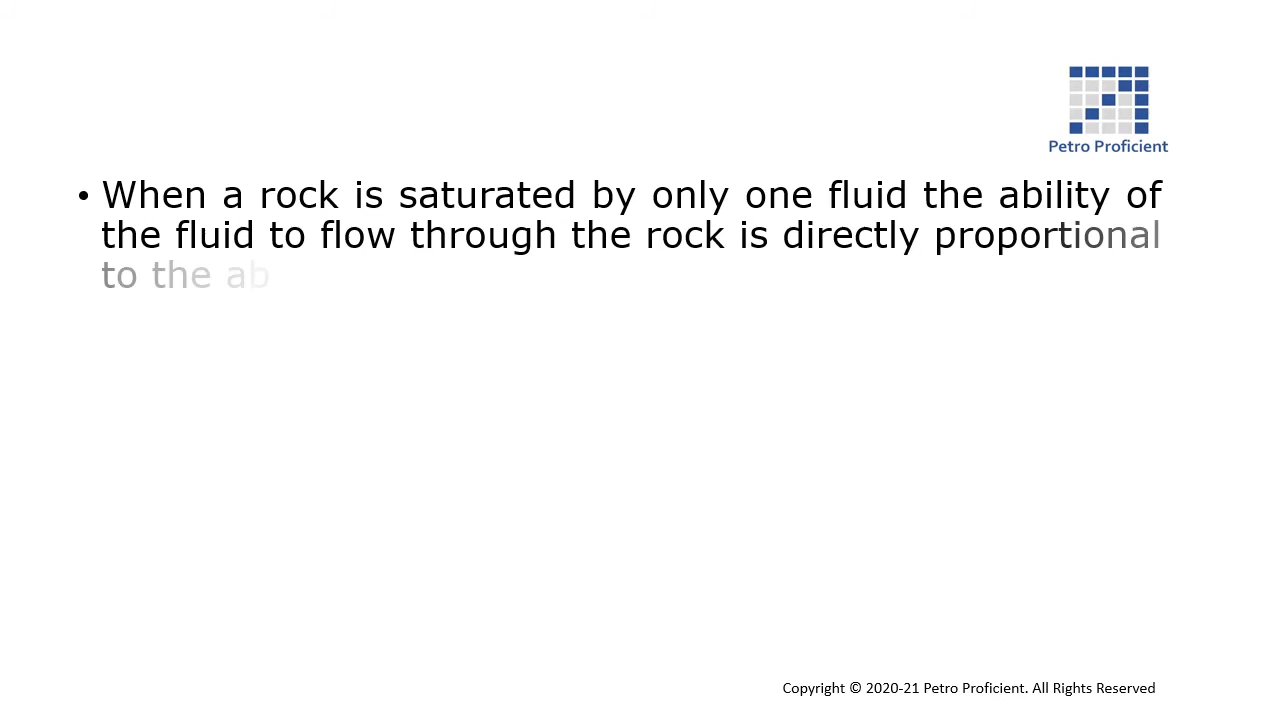 Petro Proficient
• When a rock is saturated by only one fluid the ability of
the fluid to flow through the rock is directly proportional
to the ab
Copyright © 2020-21 Petro Proficient. All Rights Reserved